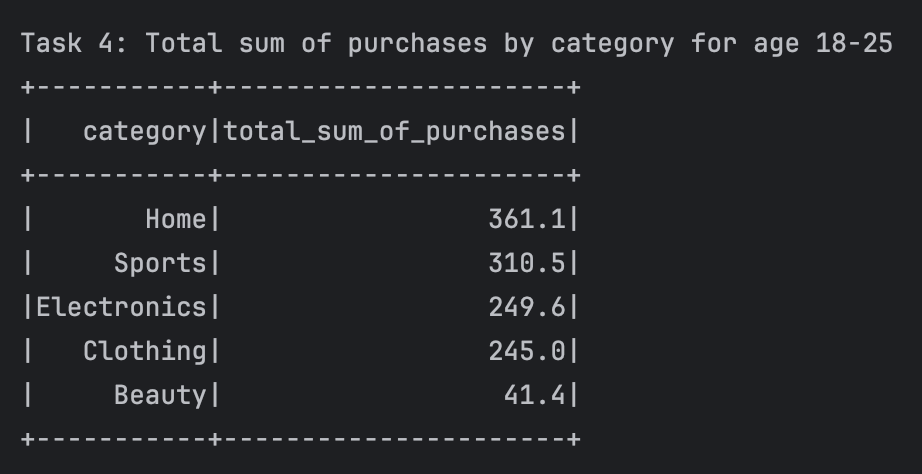 Task 4: Total sum of purchases by category for age 18-25
+-----------+----------------------+
|   category|total_sum_of_purchases|
+-----------+----------------------+
|       Home|                 361.1|
|     Sports|                 310.5|
|Electronics|                 249.6|
|   Clothing|                 245.0|
|     Beauty|                  41.4|
+-----------+----------------------+